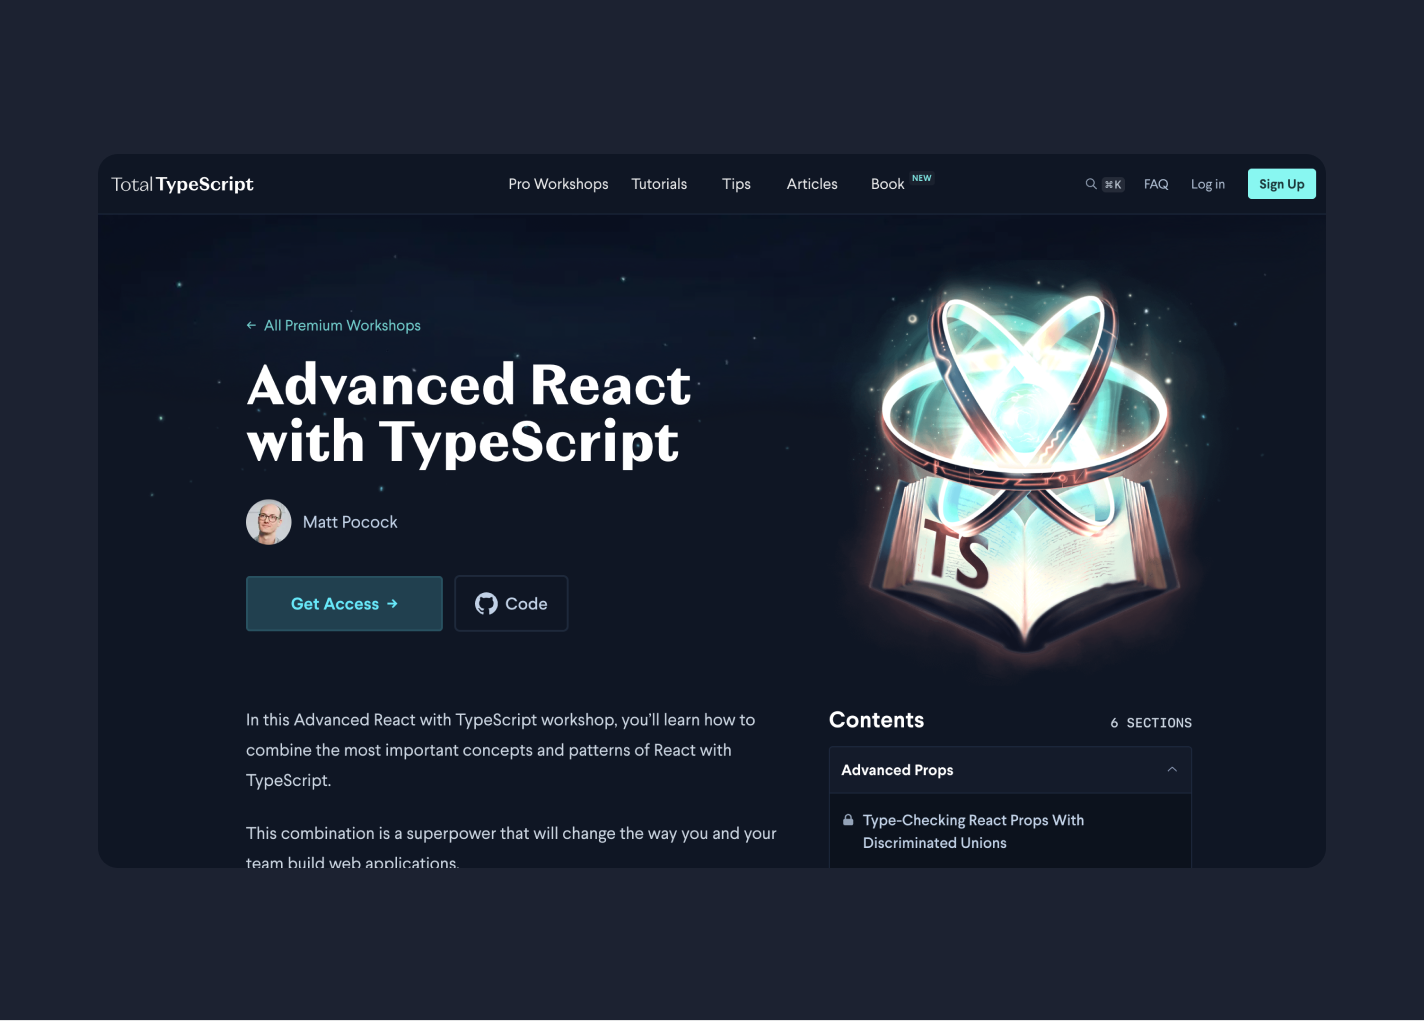 Total TypeScript
Pro Workshops Tutorials Tips Articles Book NEW
⌘K FAQ Log in Sign Up
← All Premium Workshops
Advanced React
with TypeScript
Matt Pocock
Get Access →
Code
TS
In this Advanced React with TypeScript workshop, you’ll learn how to
combine the most important concepts and patterns of React with
TypeScript.
This combination is a superpower that will change the way you and your
team build web applications.
Contents
6 SECTIONS
Advanced Props
Type-Checking React Props With
Discriminated Unions